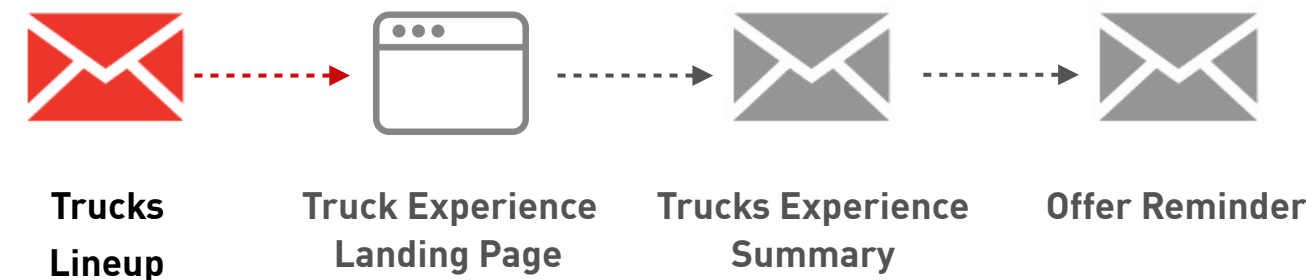 Trucks
Lineup
Truck Experience
Landing Page
Trucks Experience
Summary
Offer Reminder